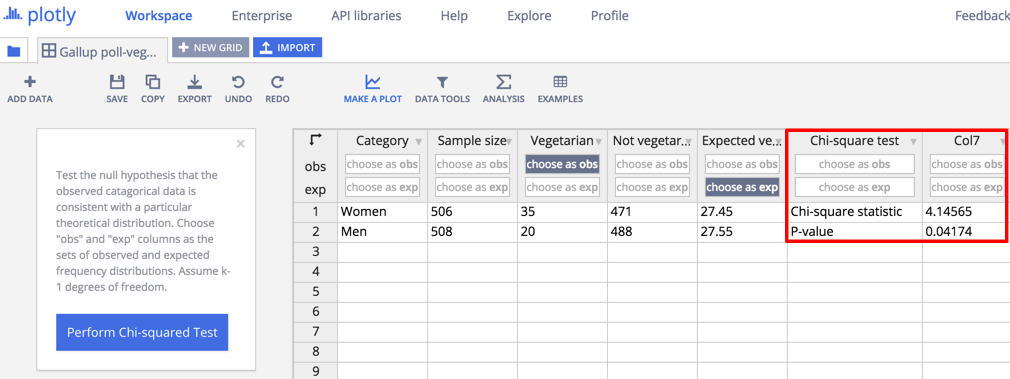 plotly Workspace Enterprise API libraries Help Explore Profile Feedback
Gallup poll-veg... + NEW GRID IMPORT
ADD DATA SAVE COPY EXPORT UNDO REDO MAKE A PLOT DATA TOOLS ANALYSIS EXAMPLES
Test the null hypothesis that the
observed catagorical data is
consistent with a particular
theoretical distribution. Choose
"obs" and "exp" columns as the
sets of observed and expected
frequency distributions. Assume k-
1 degrees of freedom.
Perform Chi-squared Test
Category Sample size Vegetarian Not vegetar... Expected ve... Chi-square test Col7
obs choose as obs choose as obs choose as obs choose as obs choose as obs choose as obs choose as obs
exp choose as exp choose as exp choose as exp choose as exp choose as exp choose as exp choose as exp
1 Women 506 35 471 27.45 Chi-square statistic 4.14565
2 Men 508 20 488 27.55 P-value 0.04174
3
4
5
6
7
8
9